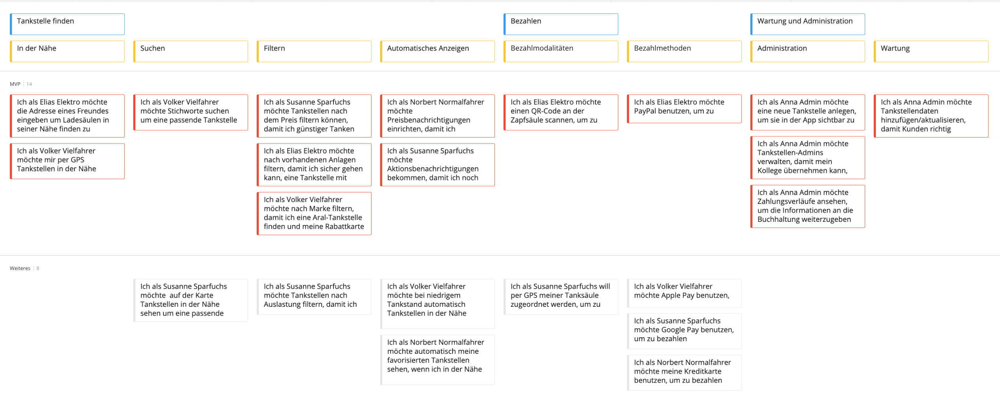 Tankstelle finden
Bezahlen
Wartung und Administration
In der Nähe
Suchen
Filtern
Automatisches Anzeigen
Bezahlmodalitäten
Bezahlmethoden
Administration
Wartung
MVP 14
Ich als Elias Elektro möchte
die Adresse eines Freundes
eingeben um Ladesäulen in
seiner Nähe finden zu
Ich als Volker Vielfahrer
möchte mir per GPS
Tankstellen in der Nähe
Ich als Volker Vielfahrer
möchte Stichworte suchen
um eine passende Tankstelle
Ich als Susanne Sparfuchs
möchte Tankstellen nach
dem Preis filtern können,
damit ich günstiger Tanken
Ich als Elias Elektro möchte
nach vorhandenen Anlagen
filtern, damit ich sicher gehen
kann, eine Tankstelle mit
Ich als Volker Vielfahrer
möchte nach Marke filtern,
damit ich eine Aral-Tankstelle
finden und meine Rabattkarte
Ich als Norbert Normalfahrer
möchte
Preisbenachrichtigungen
einrichten, damit ich
Ich als Susanne Sparfuchs
möchte
Aktionsbenachrichtigungen
bekommen, damit ich noch
Ich als Elias Elektro möchte
einen QR-Code an der
Zapfsäule scannen, um zu
Ich als Elias Elektro möchte
PayPal benutzen, um zu
Ich als Anna Admin möchte
eine neue Tankstelle anlegen,
um sie in der App sichtbar zu
Ich als Anna Admin möchte
Tankstellen-Admins
verwalten, damit mein
Kollege übernehmen kann,
Ich als Anna Admin möchte
Zahlungsverläufe ansehen,
um die Informationen an die
Buchhaltung weiterzugeben
Ich als Anna Admin möchte
Tankstellendaten
hinzufügen/aktualisieren,
damit Kunden richtig
Weiteres 8
Ich als Susanne Sparfuchs
möchte  auf der Karte
Tankstellen in der Nähe
sehen um eine passende
Ich als Susanne Sparfuchs
möchte Tankstellen nach
Auslastung filtern, damit ich
Ich als Volker Vielfahrer
möchte bei niedrigem
Tankstand automatisch
Tankstellen in der Nähe
Ich als Norbert Normalfahrer
möchte automatisch meine
favorisierten Tankstellen
sehen, wenn ich in der Nähe
Ich als Susanne Sparfuchs will
per GPS meiner Tanksäule
zugeordnet werden, um zu
Ich als Volker Vielfahrer
möchte Apple Pay benutzen,
Ich als Susanne Sparfuchs
möchte Google Pay benutzen,
um zu bezahlen
Ich als Norbert Normalfahrer
möchte meine Kreditkarte
benutzen, um zu bezahlen